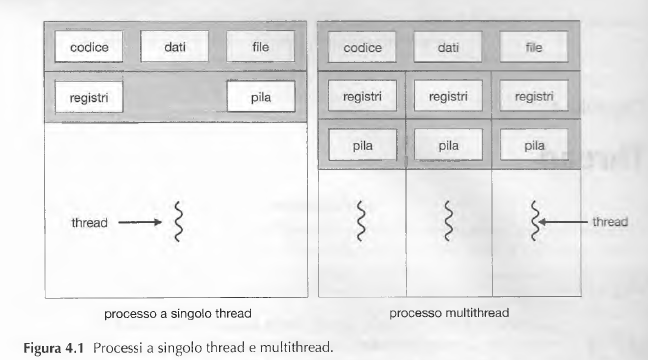 codice dati file
registri pila
thread
processo a singolo thread
codice dati file
registri registri registri
pila pila pila
thread
processo multithread
Figura 4.1 Processi a singolo thread e multithread.